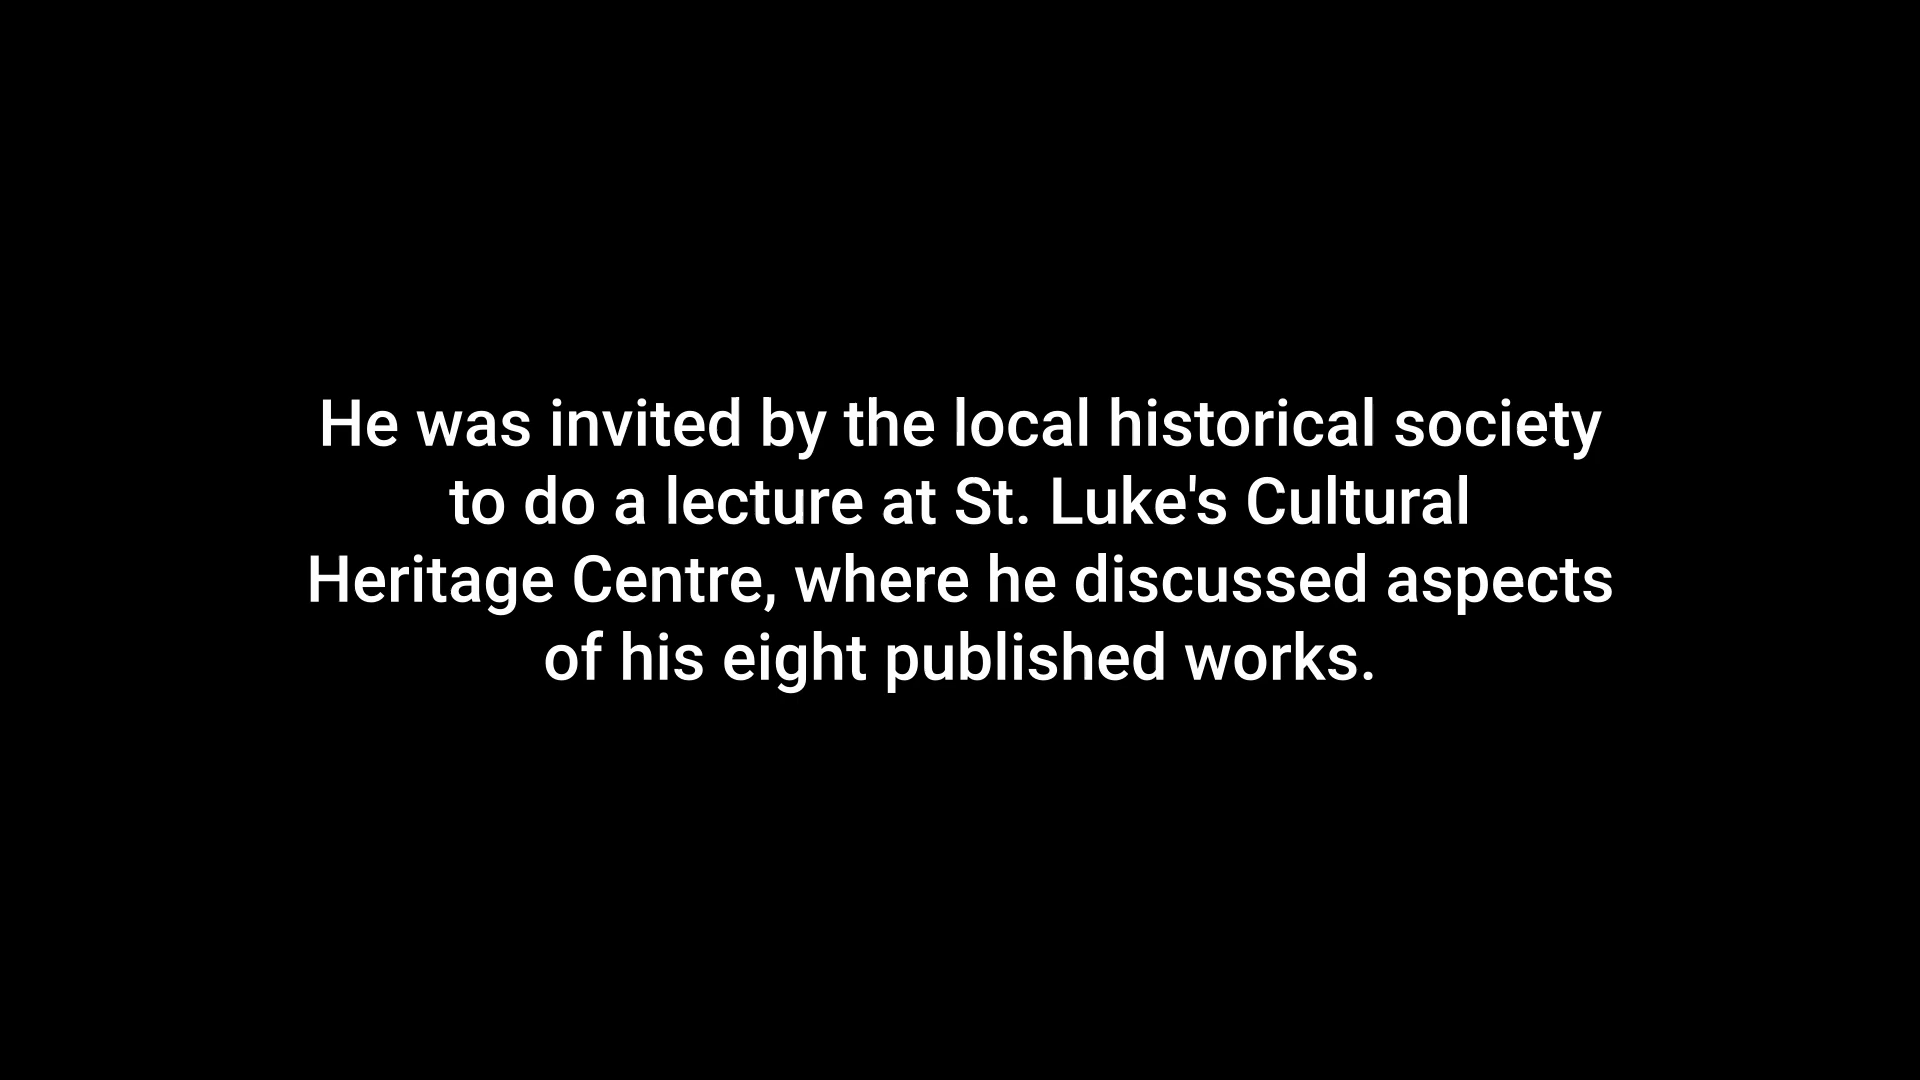 He was invited by the local historical society
to do a lecture at St. Luke's Cultural
Heritage Centre, where he discussed aspects
of his eight published works.